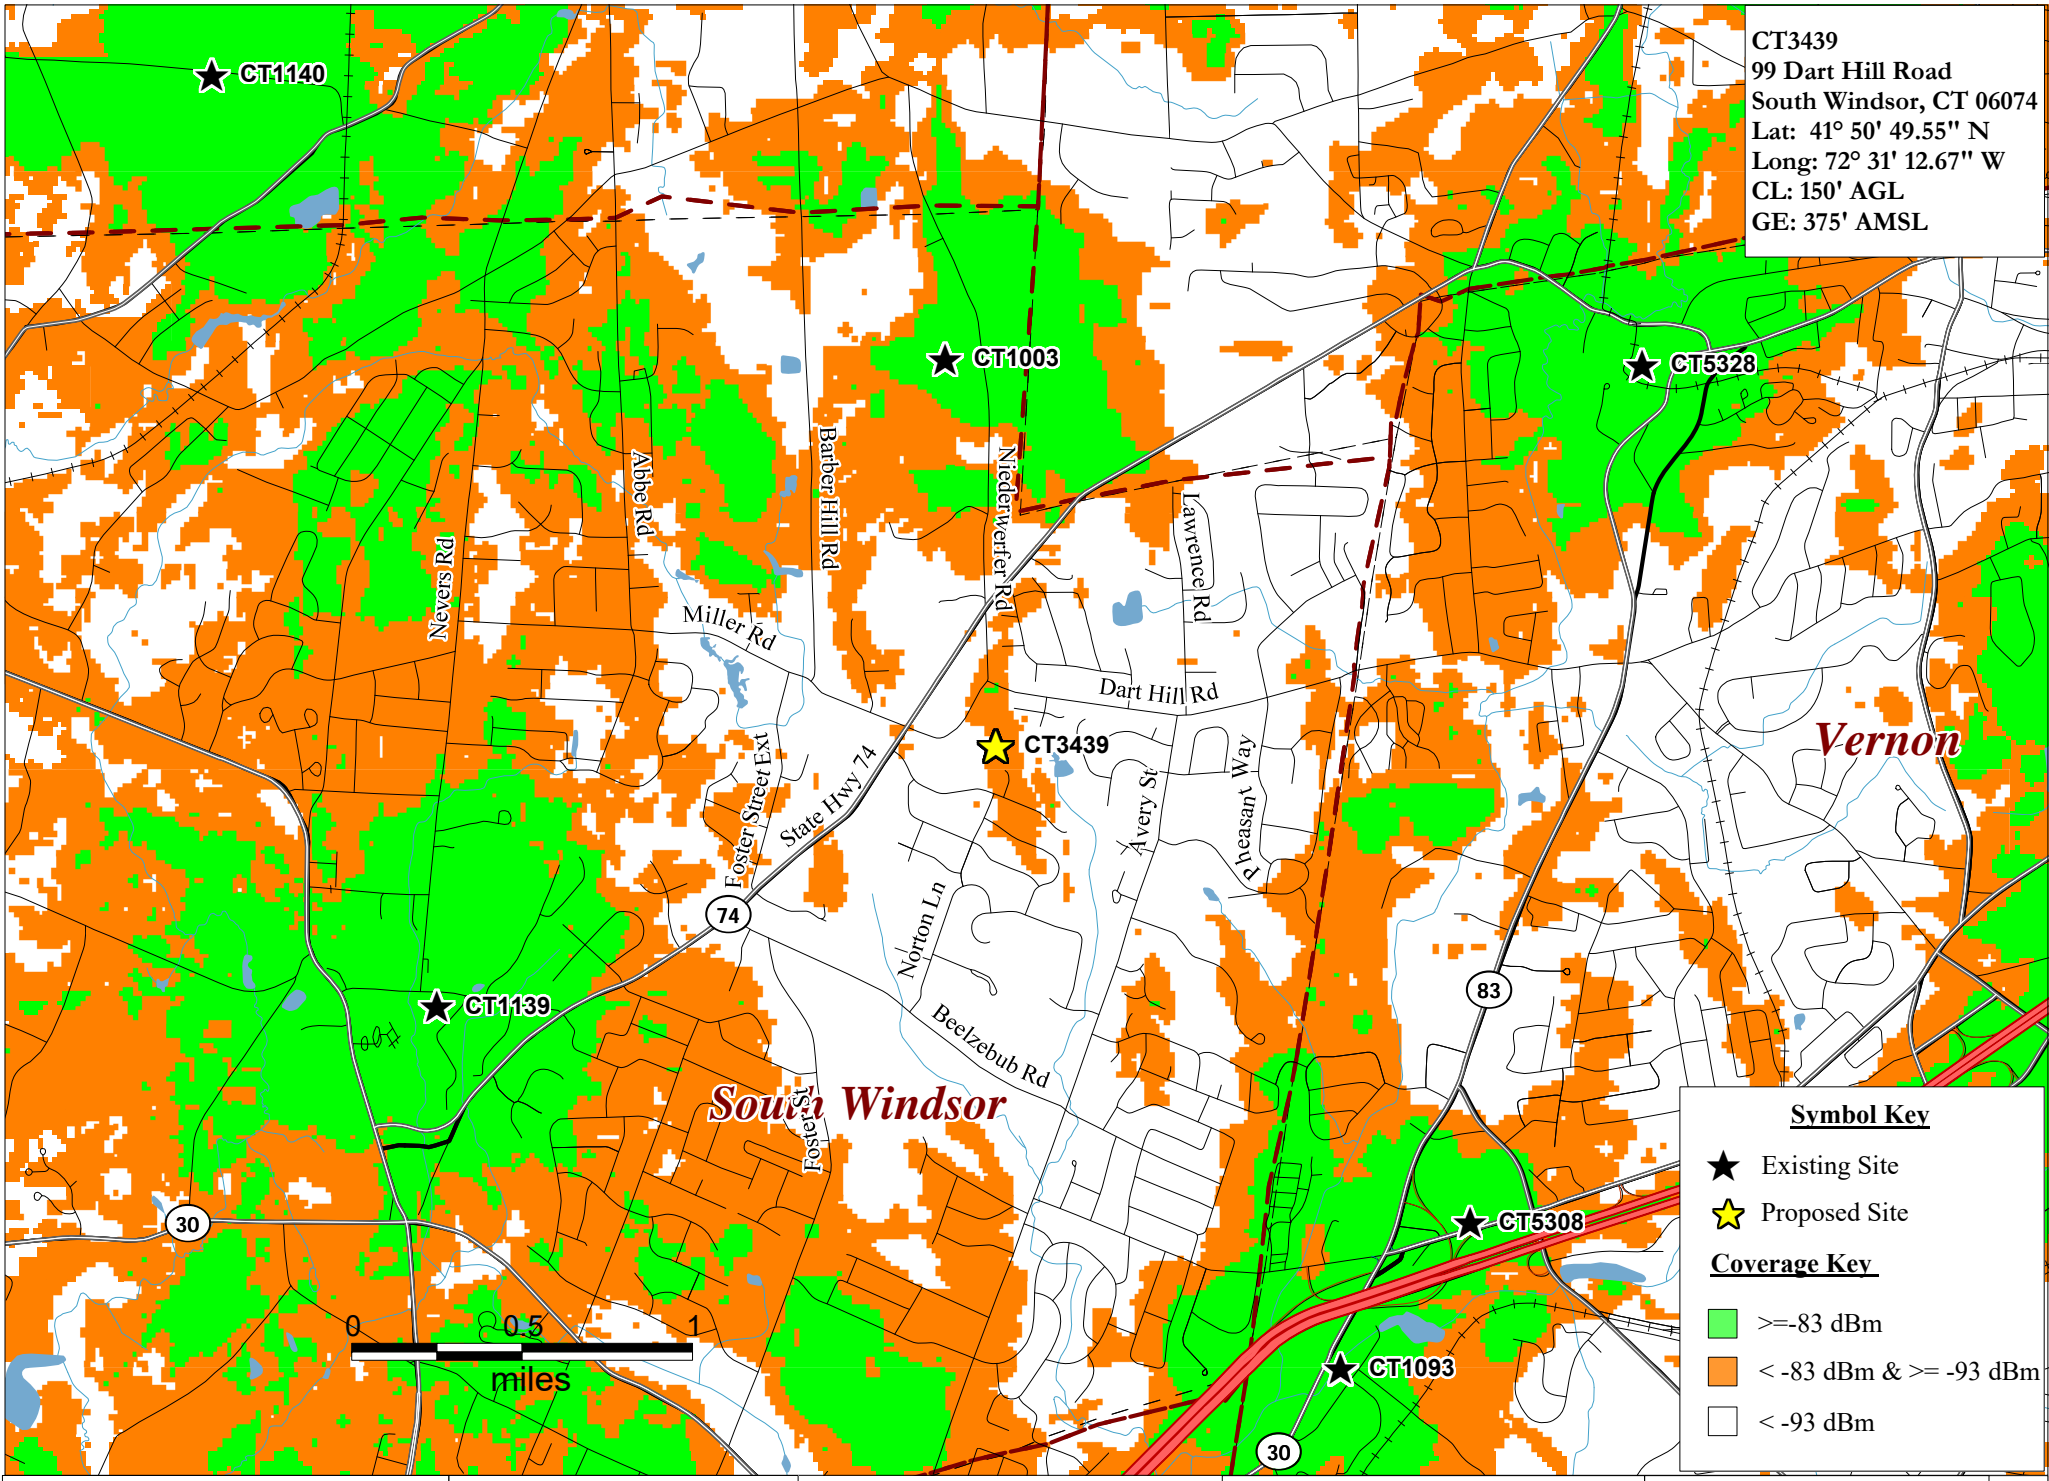 CT3439
99 Dart Hill Road
South Windsor, CT 06074
Lat: 41° 50' 49.55" N
Long: 72° 31' 12.67" W
CL: 150' AGL
GE: 375' AMSL
CT1140
CT1003
CT5328
Abbe Rd
Barber Hill Rd
Niederwerfer Rd
Lawrence Rd
Nevers Rd
Miller Rd
Dart Hill Rd
CT3439
Vernon
Foster Street Ext
State Hwy 74
Avery St
Pheasant Way
74
Norton Ln
83
CT1139
Beelzebub Rd
South Windsor
Foster St
30
CT5308
CT1093
30
0 0.5 1
miles
Symbol Key
Existing Site
Proposed Site
Coverage Key
>=-83 dBm
< -83 dBm & >= -93 dBm
< -93 dBm